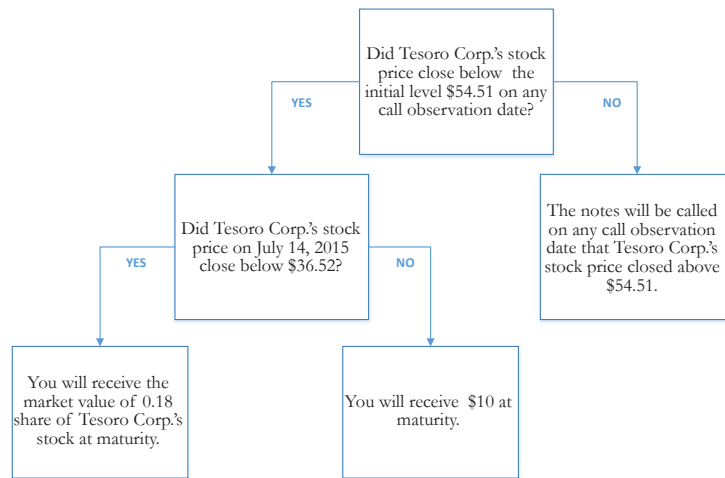 Did Tesoro Corp.'s stock
price close below the
initial level $54.51 on any
call observation date?
YES
NO
Did Tesoro Corp.'s stock
price on July 14, 2015
close below $36.52?
The notes will be called
on any call observation
date that Tesoro Corp.'s
stock price closed above
$54.51.
YES
NO
You will receive the
market value of 0.18
share of Tesoro Corp.'s
stock at maturity.
You will receive $10 at
maturity.